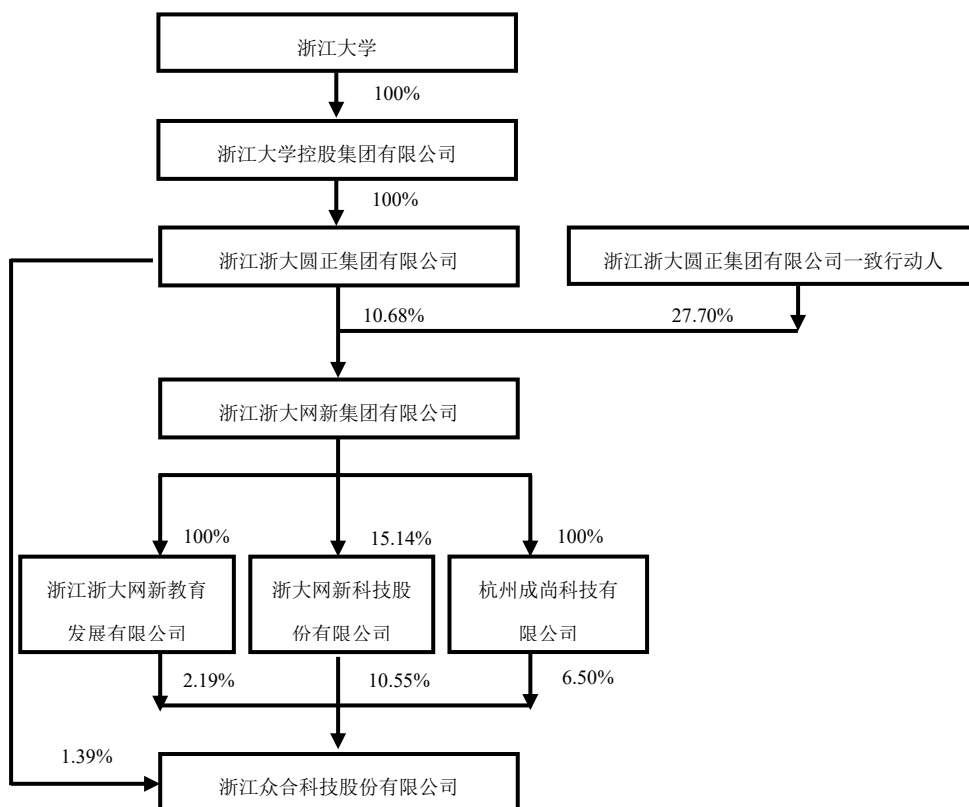 浙江大学
100%
浙江大学控股集团有限公司
100%
浙江浙大圆正集团有限公司
浙江浙大圆正集团有限公司一致行动人
10.68%
27.70%
浙江浙大网新集团有限公司
100%
15.14%
100%
浙江浙大网新教育
发展有限公司
浙大网新科技股
份有限公司
杭州成尚科技有
限公司
2.19%
10.55%
6.50%
1.39%
浙江众合科技股份有限公司